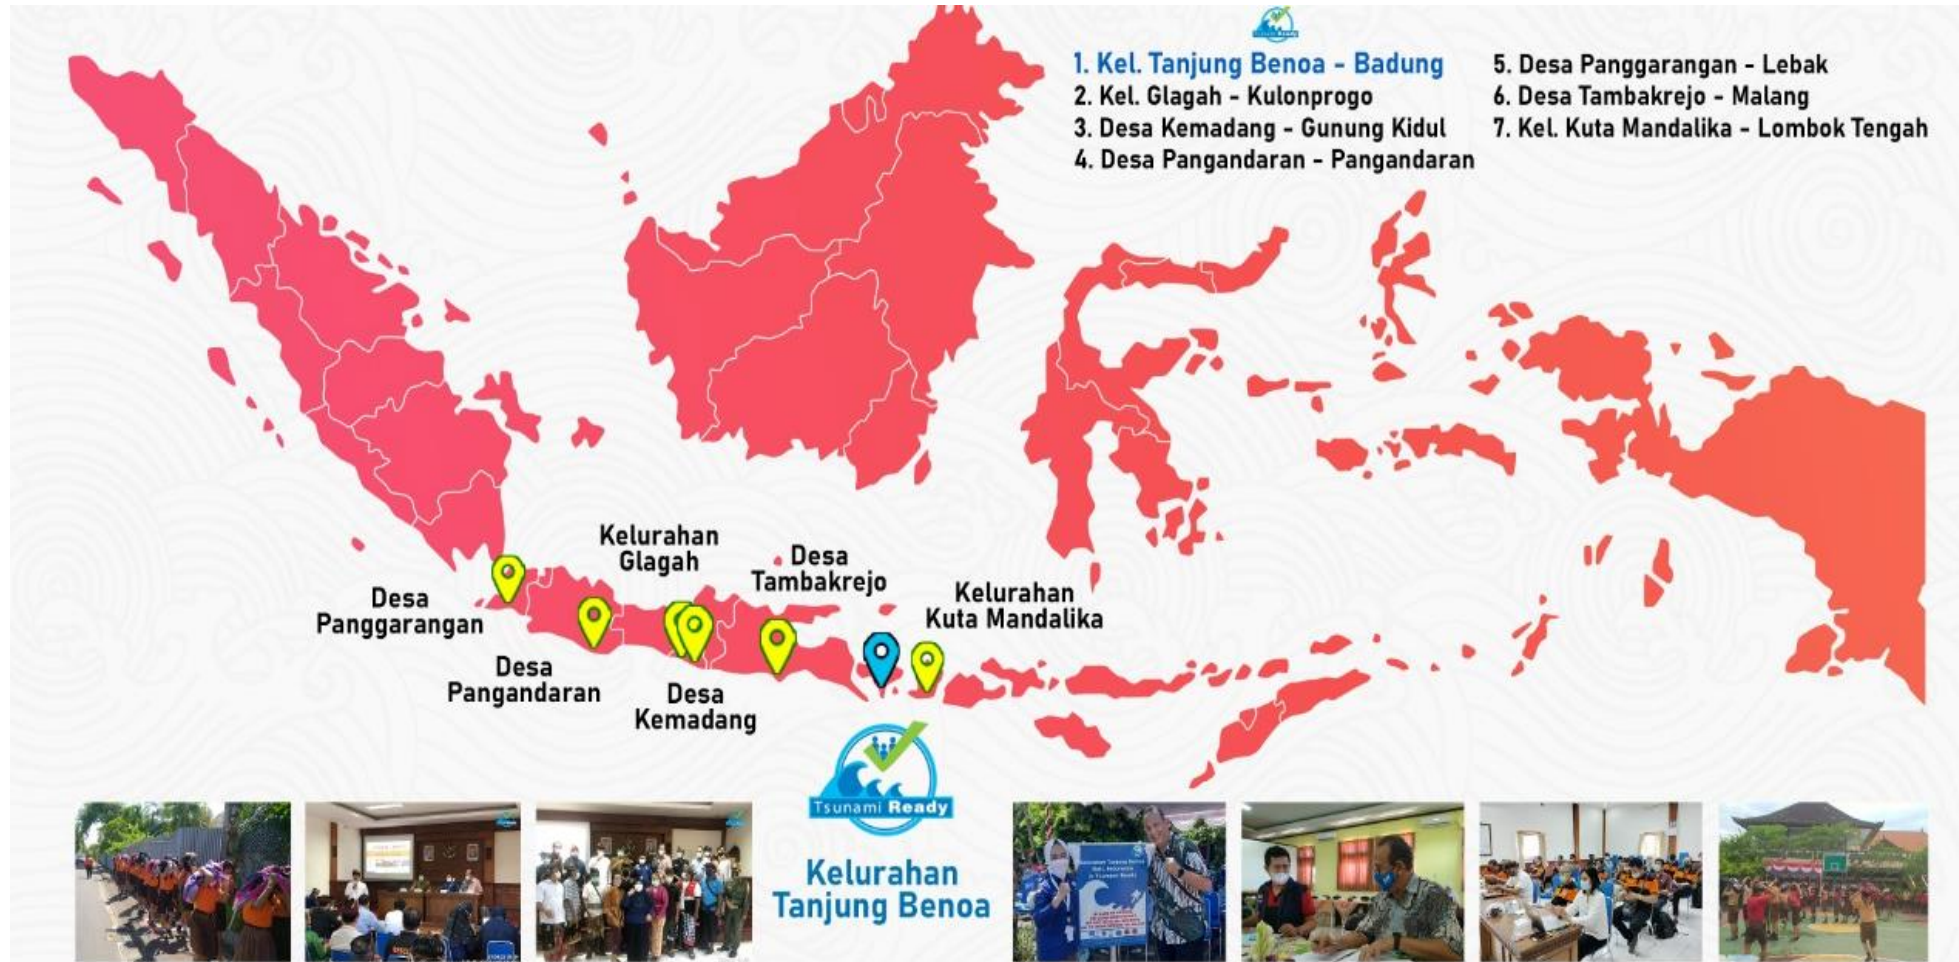 1. Kel. Tanjung Benoa - Badung
2. Kel. Glagah - Kulonprogo
3. Desa Kemadang - Gunung Kidul
4. Desa Pangandaran - Pangandaran
5. Desa Panggarangan - Lebak
6. Desa Tambakrejo - Malang
7. Kel. Kuta Mandalika - Lombok Tengah
Kelurahan
Glagah
Desa
Tambakrejo
Kelurahan
Kuta Mandalika
Desa
Panggarangan
Desa
Pangandaran
Desa
Kemadang
Tsunami Ready
Kelurahan
Tanjung Benoa